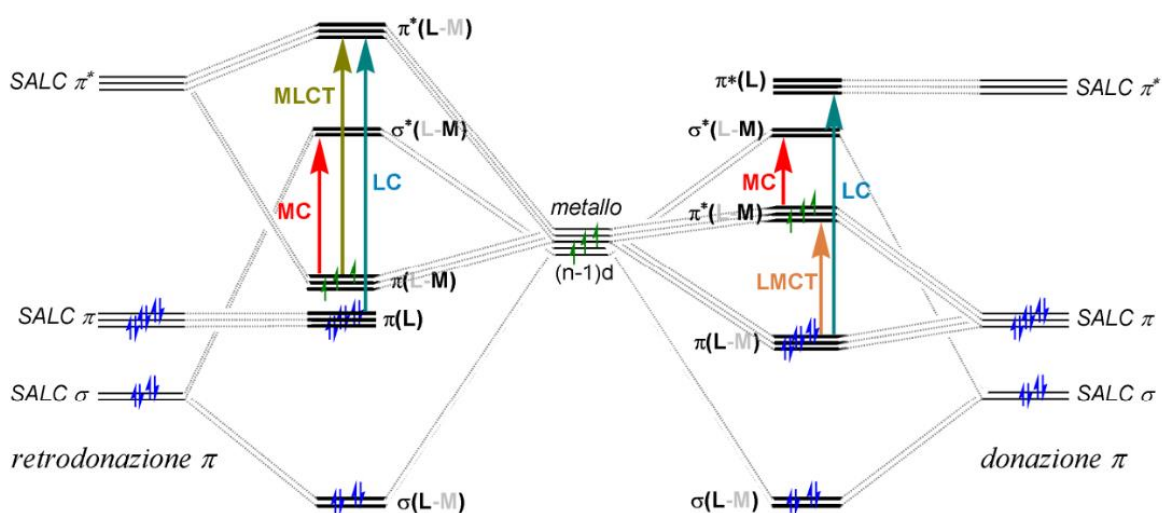 π*(L-M)
SALC π*
MLCT
σ*(L-M)
LC
MC
π(L-M)
SALC π
π(L)
SALC σ
retrodonazione π
σ(L-M)
metallo
(n-1)d
π*(L)
SALC π*
σ*(L-M)
MC
LC
π*(L-M)
LMCT
SALC π
π(L-M)
SALC σ
donazione π
σ(L-M)